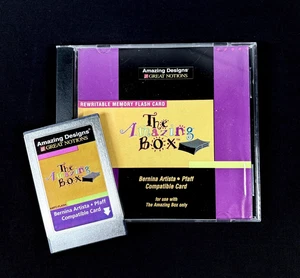 Amazing Designs®
GREAT NOTIONS
REWRITABLE MEMORY FLASH CARD
The
Amazing
BOX
Bernina Artista • Pfaff
Compatible Card
for use with
The Amazing Box only
Amazing Designs®
GREAT NOTIONS
The
Amazing
BOX
Bernina Artista • Pfaff
Compatible Card